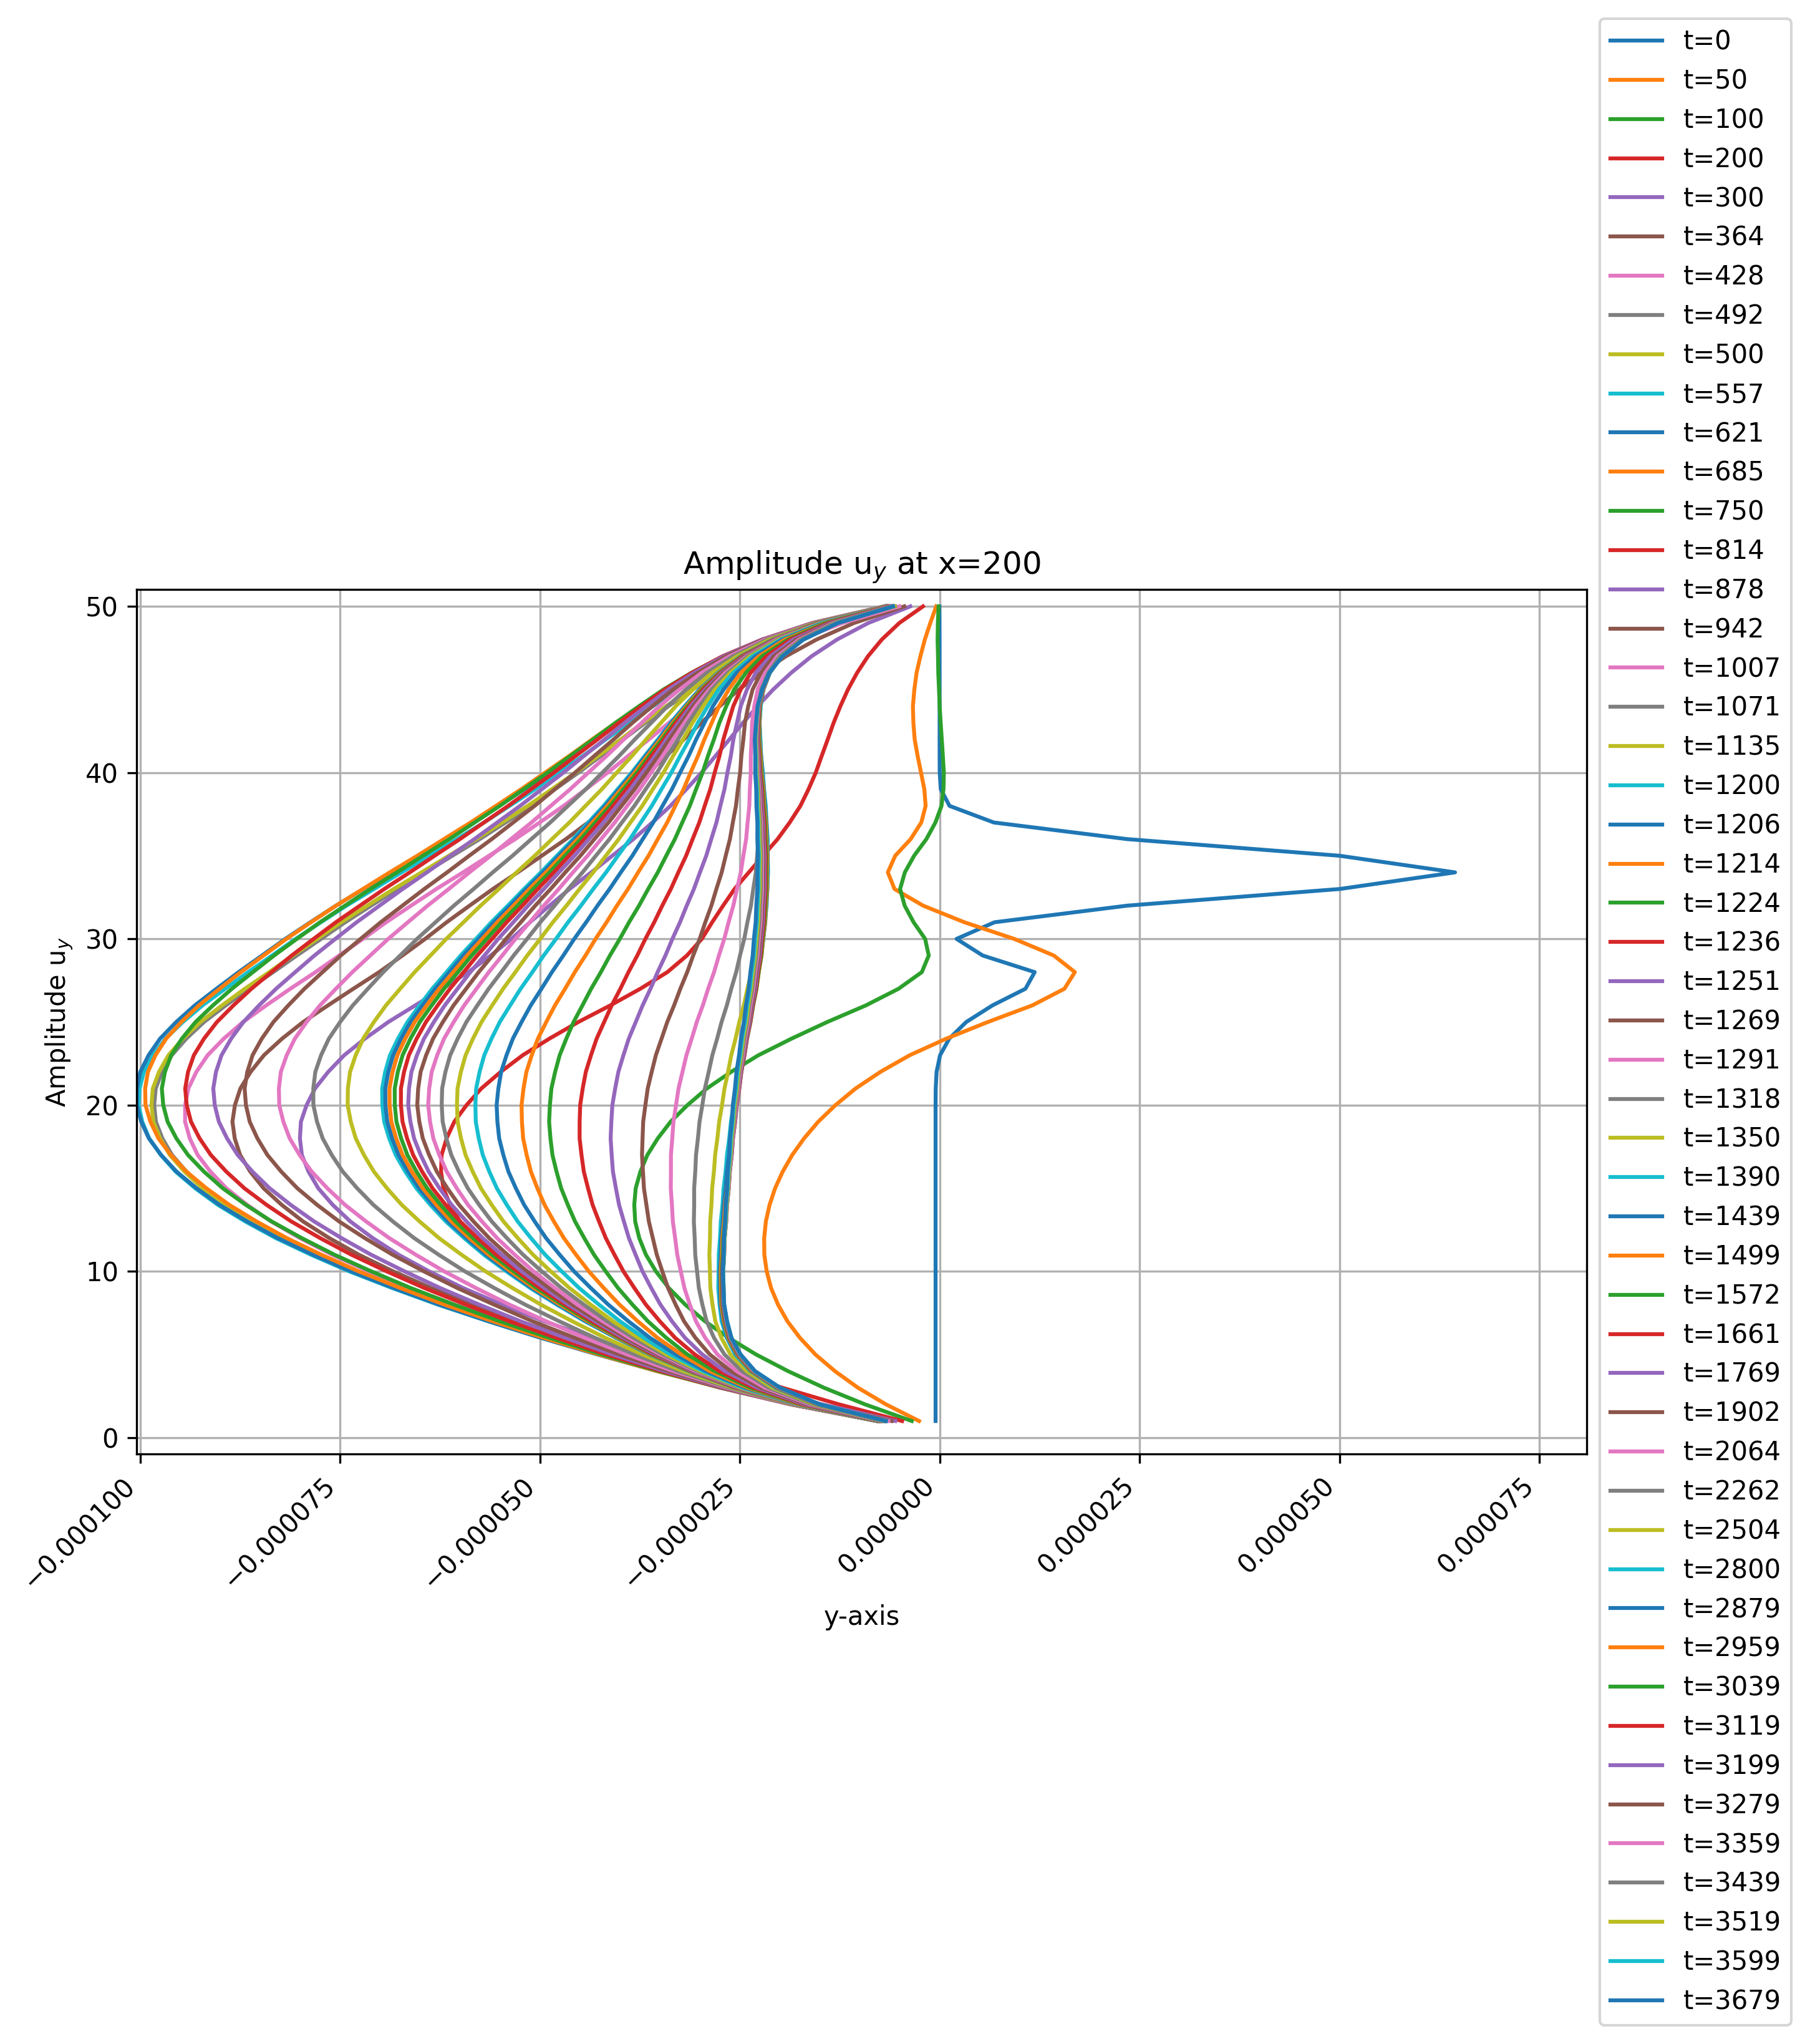 Amplitude u_y at x=200
Amplitude u_y
50
40
30
20
10
0
−0.000100
−0.000075
−0.000050
−0.000025
0.000000
0.000025
0.000050
0.000075
y-axis
t=0
t=50
t=100
t=200
t=300
t=364
t=428
t=492
t=500
t=557
t=621
t=685
t=750
t=814
t=878
t=942
t=1007
t=1071
t=1135
t=1200
t=1206
t=1214
t=1224
t=1236
t=1251
t=1269
t=1291
t=1318
t=1350
t=1390
t=1439
t=1499
t=1572
t=1661
t=1769
t=1902
t=2064
t=2262
t=2504
t=2800
t=2879
t=2959
t=3039
t=3119
t=3199
t=3279
t=3359
t=3439
t=3519
t=3599
t=3679